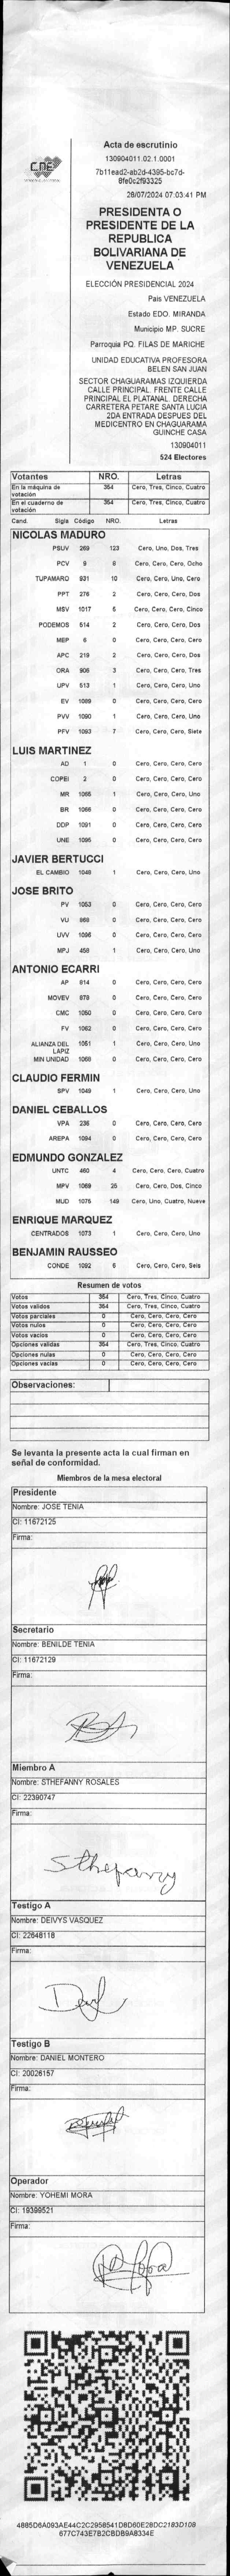 CNE
Acta de escrutinio
130904011.02.1.0001
7b11ead2-ab2d-4395-bc7d-
8fe0c2f93325
28/07/2024 07:03:41 PM
PRESIDENTA O
PRESIDENTE DE LA
REPUBLICA
BOLIVARIANA DE
VENEZUELA
ELECCIÓN PRESIDENCIAL 2024
Pais VENEZUELA
Estado EDO. MIRANDA
Municipio MP. SUCRE
Parroquia PQ. FILAS DE MARICHE
UNIDAD EDUCATIVA PROFESORA
BELEN SAN JUAN
SECTOR CHAGUARAMAS IZQUIERDA
CALLE PRINCIPAL. FRENTE CALLE
PRINCIPAL EL PLATANAL. DERECHA
CARRETERA PETARE SANTA LUCIA
2DA ENTRADA DESPUES DEL
MEDICENTRO EN CHAGUARAMA
GUINCHE CASA
130904011
524 Electores
Votantes NRO. Letras
En la máquina de votación 354 Cero, Tres, Cinco, Cuatro
En el cuaderno de votación 354 Cero, Tres, Cinco, Cuatro
Cand. Sigla Código NRO. Letras
NICOLAS MADURO
PSUV 269 123 Cero, Uno, Dos, Tres
PCV 9 8 Cero, Cero, Cero, Ocho
TUPAMARO 931 10 Cero, Cero, Uno, Cero
PPT 276 2 Cero, Cero, Cero, Dos
MSV 1017 5 Cero, Cero, Cero, Cinco
PODEMOS 514 2 Cero, Cero, Cero, Dos
MEP 6 0 Cero, Cero, Cero, Cero
APC 219 2 Cero, Cero, Cero, Dos
ORA 906 3 Cero, Cero, Cero, Tres
UPV 513 1 Cero, Cero, Cero, Uno
EV 1089 0 Cero, Cero, Cero, Cero
PVV 1090 1 Cero, Cero, Cero, Uno
PFV 1093 7 Cero, Cero, Cero, Siete
LUIS MARTINEZ
AD 1 0 Cero, Cero, Cero, Cero
COPEI 2 0 Cero, Cero, Cero, Cero
MR 1065 1 Cero, Cero, Cero, Uno
BR 1066 0 Cero, Cero, Cero, Cero
DDP 1091 0 Cero, Cero, Cero, Cero
UNE 1095 0 Cero, Cero, Cero, Cero
JAVIER BERTUCCI
EL CAMBIO 1048 1 Cero, Cero, Cero, Uno
JOSE BRITO
PV 1053 0 Cero, Cero, Cero, Cero
VU 868 0 Cero, Cero, Cero, Cero
UVV 1096 0 Cero, Cero, Cero, Cero
MPJ 458 1 Cero, Cero, Cero, Uno
ANTONIO ECARRI
AP 814 0 Cero, Cero, Cero, Cero
MOVEV 879 0 Cero, Cero, Cero, Cero
CMC 1050 0 Cero, Cero, Cero, Cero
FV 1062 0 Cero, Cero, Cero, Cero
ALIANZA DEL LAPIZ 1051 1 Cero, Cero, Cero, Uno
MIN UNIDAD 1068 0 Cero, Cero, Cero, Cero
CLAUDIO FERMIN
SPV 1049 1 Cero, Cero, Cero, Uno
DANIEL CEBALLOS
VPA 236 0 Cero, Cero, Cero, Cero
AREPA 1094 0 Cero, Cero, Cero, Cero
EDMUNDO GONZALEZ
UNTC 460 4 Cero, Cero, Cero, Cuatro
MPV 1069 25 Cero, Cero, Dos, Cinco
MUD 1075 149 Cero, Uno, Cuatro, Nueve
ENRIQUE MARQUEZ
CENTRADOS 1073 1 Cero, Cero, Cero, Uno
BENJAMIN RAUSSEO
CONDE 1092 6 Cero, Cero, Cero, Seis
Resumen de votos
Votos 354 Cero, Tres, Cinco, Cuatro
Votos validos 354 Cero, Tres, Cinco, Cuatro
Votos parciales 0 Cero, Cero, Cero, Cero
Votos nulos 0 Cero, Cero, Cero, Cero
Votos vacios 0 Cero, Cero, Cero, Cero
Opciones validas 354 Cero, Tres, Cinco, Cuatro
Opciones nulas 0 Cero, Cero, Cero, Cero
Opciones vacias 0 Cero, Cero, Cero, Cero
Observaciones:
Se levanta la presente acta la cual firman en
señal de conformidad.
Miembros de la mesa electoral
Presidente
Nombre: JOSE TENIA
CI: 11672125
Firma:
Secretario
Nombre: BENILDE TENIA
CI: 11672129
Firma:
Miembro A
Nombre: STHEFANNY ROSALES
CI: 22390747
Firma:
Sthefanny
Testigo A
Nombre: DEIVYS VASQUEZ
CI: 22648118
Firma:
Testigo B
Nombre: DANIEL MONTERO
CI: 20026157
Firma:
Operador
Nombre: YOHEMI MORA
CI: 19399521
Firma:
4885D6A093AE44C2C2958541D8D60E28DC2183D108
677C743E7B2CBDB9A8334E